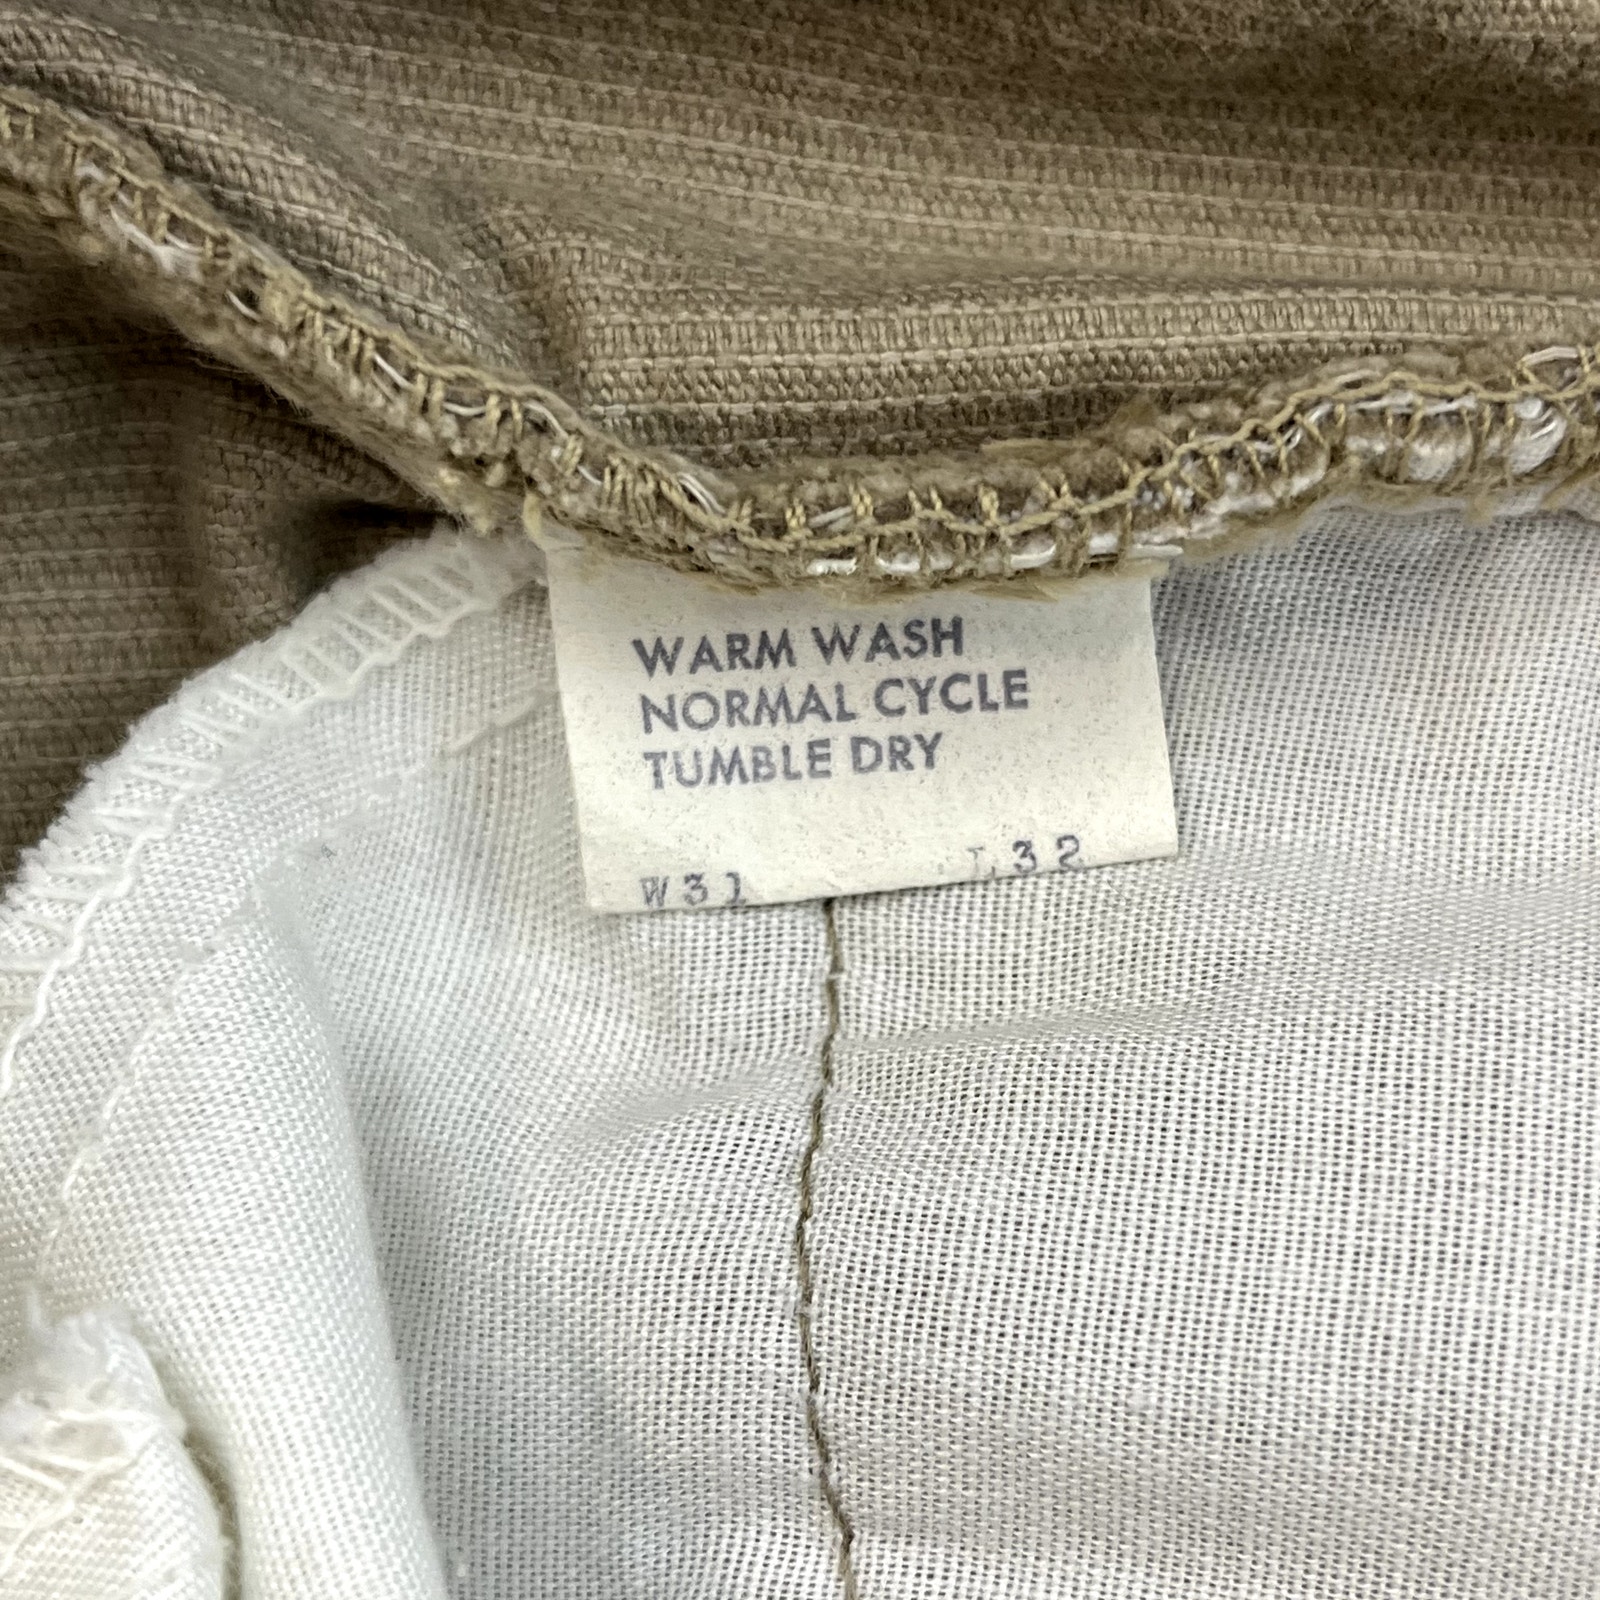 WARM WASH
NORMAL CYCLE
TUMBLE DRY
W31 L32